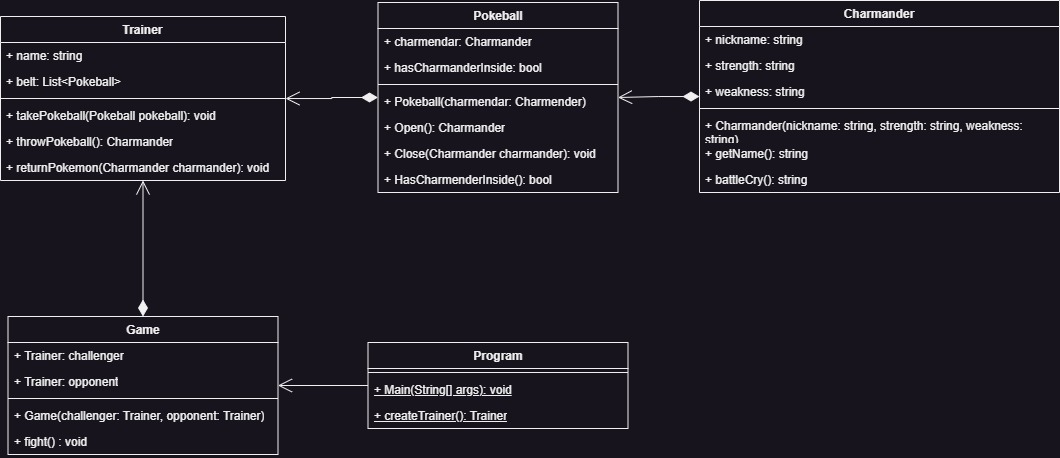 Trainer
+ name: string
+ belt: List<Pokeball>
+ takePokeball(Pokeball pokeball): void
+ throwPokeball(): Charmander
+ returnPokemon(Charmander charmander): void
Pokeball
+ charmendar: Charmander
+ hasCharmanderInside: bool
+ Pokeball(charmendar: Charmender)
+ Open(): Charmander
+ Close(Charmander charmander): void
+ HasCharmenderInside(): bool
Charmander
+ nickname: string
+ strength: string
+ weakness: string
+ Charmander(nickname: string, strength: string, weakness:
string)
+ getName(): string
+ battleCry(): string
Game
+ Trainer: challenger
+ Trainer: opponent
+ Game(challenger: Trainer, opponent: Trainer)
+ fight() : void
Program
+ Main(String[] args): void
+ createTrainer(): Trainer